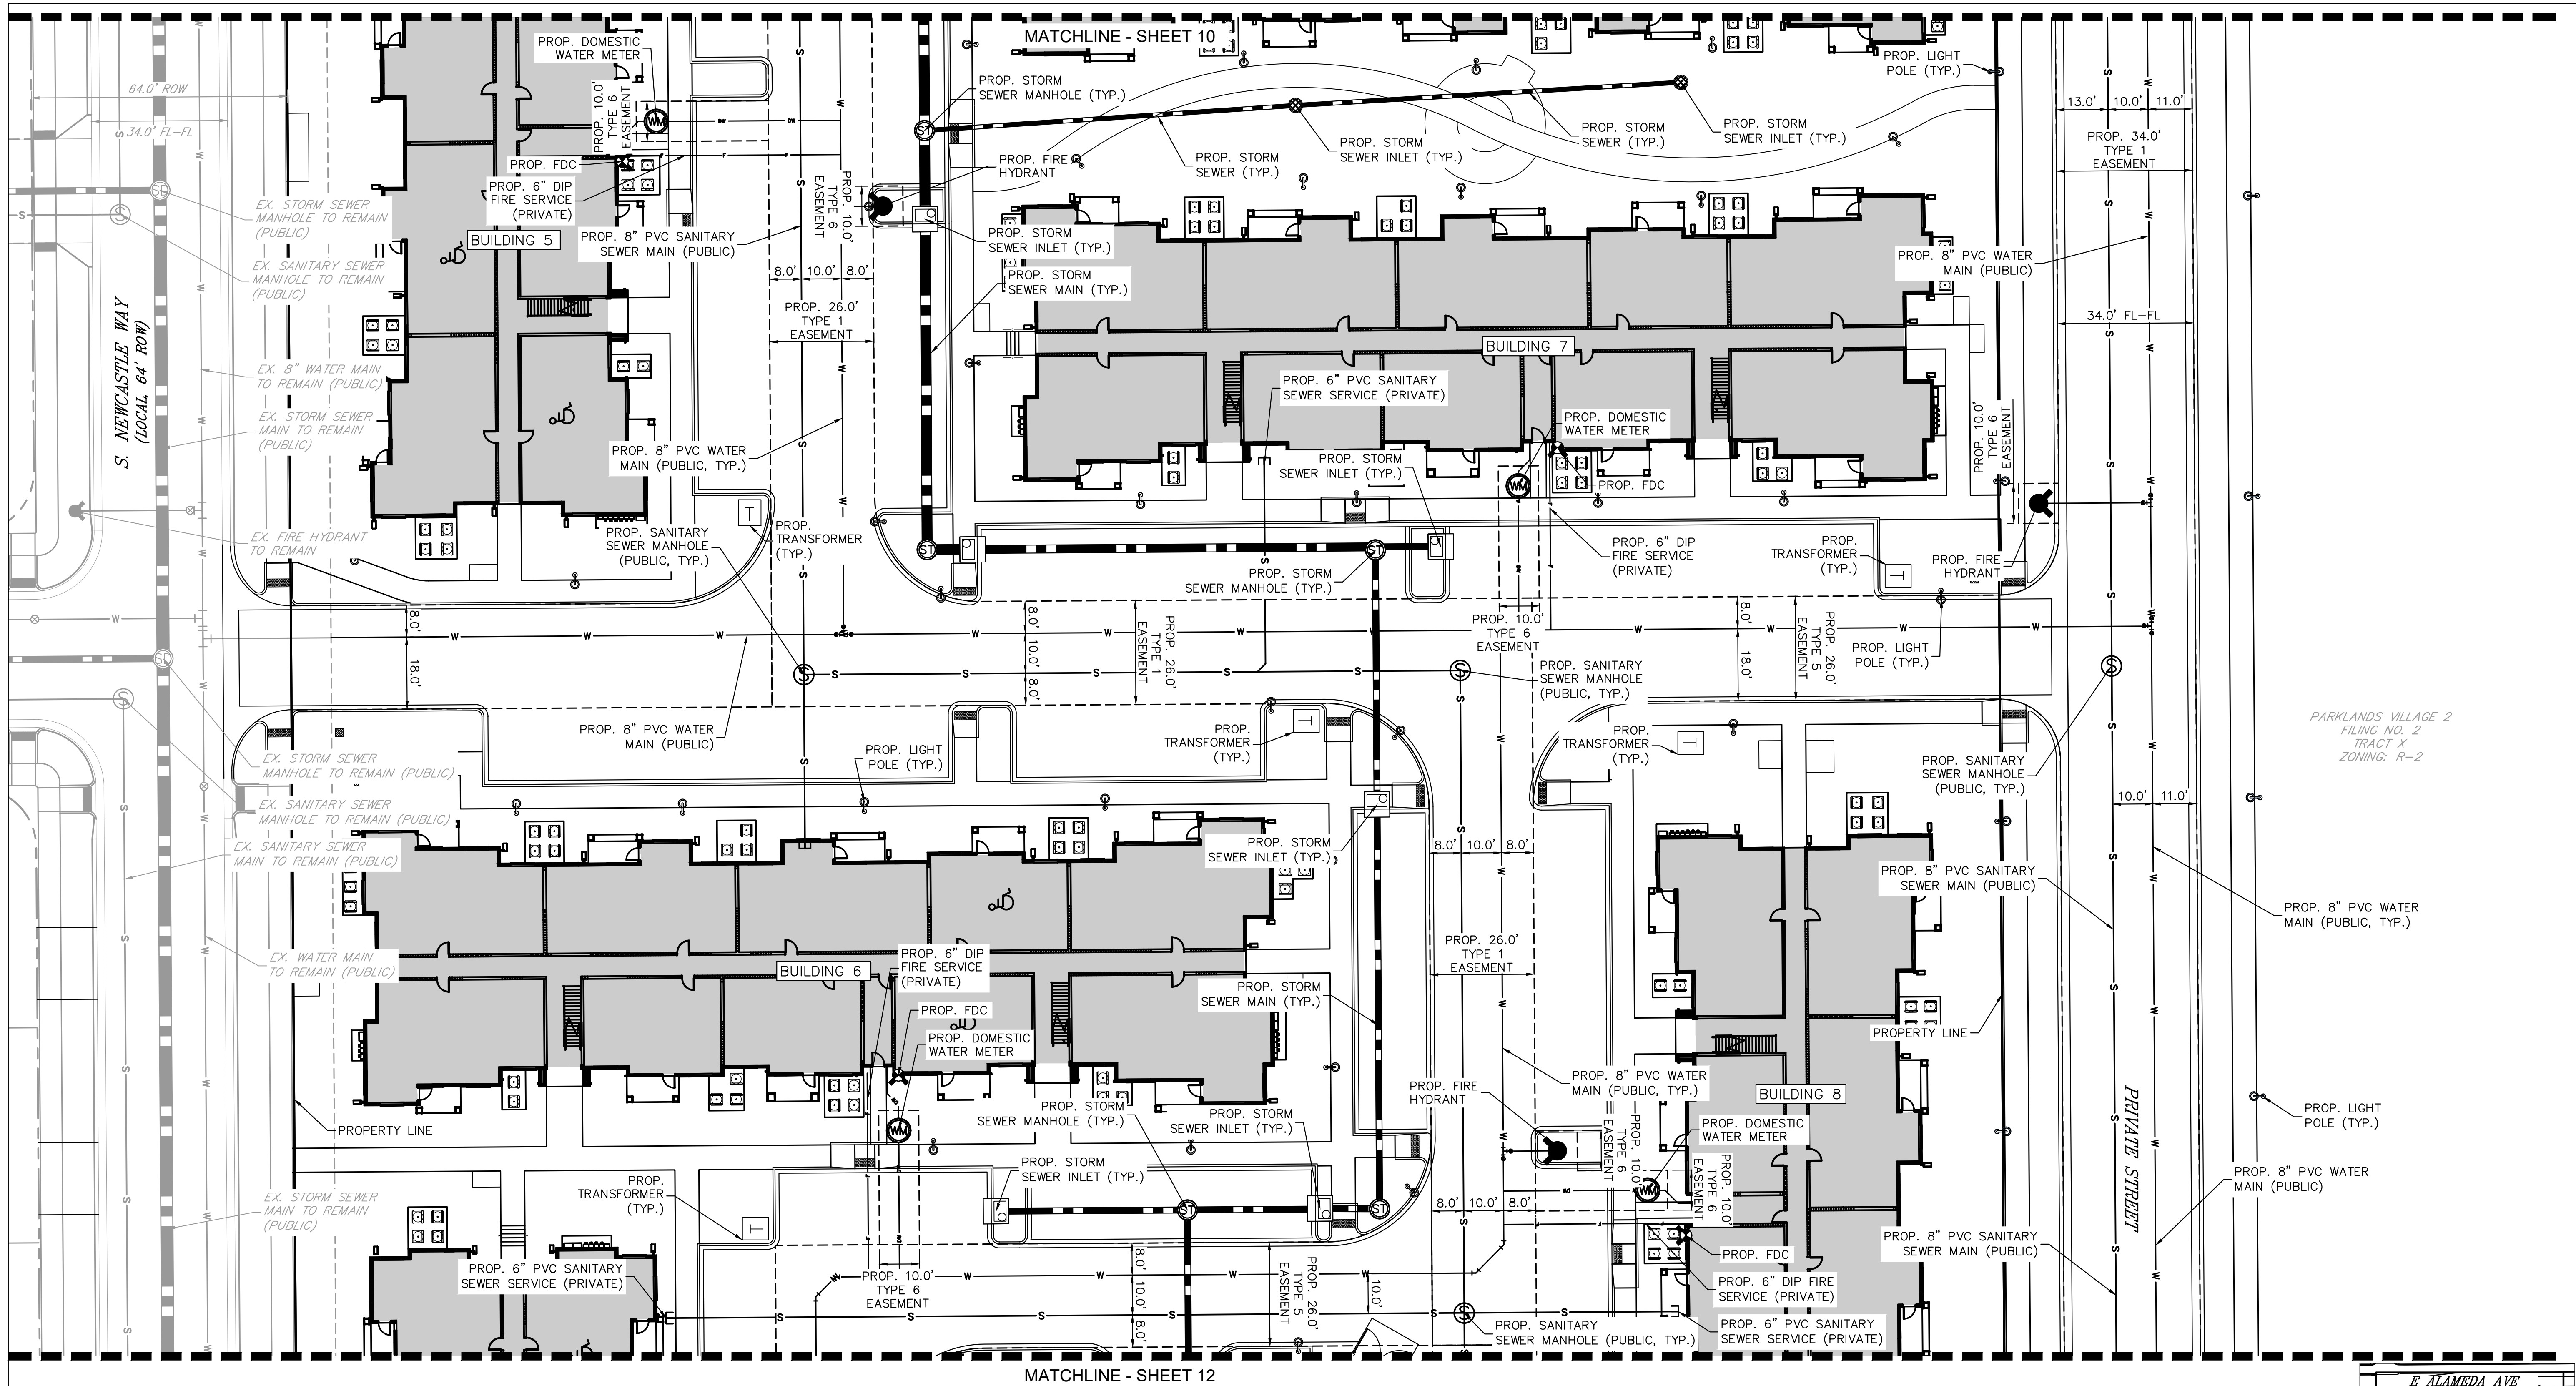 MATCHLINE - SHEET 10
64.0' ROW
34.0' FL-FL
S. NEWCASTLE WAY
(LOCAL, 64' ROW)
EX. STORM SEWER
MANHOLE TO REMAIN
(PUBLIC)
EX. SANITARY SEWER
MANHOLE TO REMAIN
(PUBLIC)
EX. 8" WATER MAIN
TO REMAIN (PUBLIC)
EX. STORM SEWER
MAIN TO REMAIN
(PUBLIC)
EX. FIRE HYDRANT
TO REMAIN
EX. STORM SEWER
MANHOLE TO REMAIN (PUBLIC)
EX. SANITARY SEWER
MANHOLE TO REMAIN (PUBLIC)
EX. SANITARY SEWER
MAIN TO REMAIN (PUBLIC)
EX. WATER MAIN
TO REMAIN (PUBLIC)
EX. STORM SEWER
MAIN TO REMAIN
(PUBLIC)
PROP. DOMESTIC
WATER METER
PROP. 10.0'
TYPE 6
EASEMENT
WM
DW
DW
F
F
PROP. FDC
PROP. 6" DIP
FIRE SERVICE
(PRIVATE)
BUILDING 5
PROP. 8" PVC SANITARY
SEWER MAIN (PUBLIC)
PROP. 10.0'
TYPE 6
EASEMENT
8.0'
10.0'
8.0'
PROP. 26.0'
TYPE 1
EASEMENT
PROP. 8" PVC WATER
MAIN (PUBLIC, TYP.)
PROP. SANITARY
SEWER MANHOLE
(PUBLIC, TYP.)
T
PROP.
TRANSFORMER
(TYP.)
PROP. STORM
SEWER MANHOLE (TYP.)
ST
PROP. FIRE
HYDRANT
PROP. STORM
SEWER (TYP.)
PROP. STORM
SEWER INLET (TYP.)
PROP. STORM
SEWER (TYP.)
PROP. STORM
SEWER INLET (TYP.)
PROP. LIGHT
POLE (TYP.)
PROP. STORM
SEWER INLET (TYP.)
PROP. STORM
SEWER MAIN (TYP.)
BUILDING 7
PROP. 6" PVC SANITARY
SEWER SERVICE (PRIVATE)
PROP. DOMESTIC
WATER METER
PROP. STORM
SEWER INLET (TYP.)
WM
PROP. FDC
ST
ST
PROP. STORM
SEWER MANHOLE (TYP.)
PROP. 6" DIP
FIRE SERVICE
(PRIVATE)
PROP.
TRANSFORMER
(TYP.)
T
PROP. FIRE
HYDRANT
PROP. 10.0'
TYPE 6
EASEMENT
PROP. 8" PVC WATER
MAIN (PUBLIC)
13.0'
10.0'
11.0'
PROP. 34.0'
TYPE 1
EASEMENT
34.0' FL-FL
8.0'
18.0'
8.0'
10.0'
8.0'
PROP. 26.0'
TYPE 1
EASEMENT
PROP. 10.0'
TYPE 6
EASEMENT
8.0'
18.0'
PROP. 26.0'
TYPE 5
EASEMENT
PROP. LIGHT
POLE (TYP.)
PROP. SANITARY
SEWER MANHOLE
(PUBLIC, TYP.)
PROP. 8" PVC WATER
MAIN (PUBLIC)
PROP. LIGHT
POLE (TYP.)
PROP.
TRANSFORMER
(TYP.)
T
PROP.
TRANSFORMER
(TYP.)
T
PROP. SANITARY
SEWER MANHOLE
(PUBLIC, TYP.)
PARKLANDS VILLAGE 2
FILING NO. 2
TRACT X
ZONING: R-2
10.0'
11.0'
PROP. STORM
SEWER INLET (TYP.)
8.0'
10.0'
8.0'
PROP. 26.0'
TYPE 1
EASEMENT
PROP. 8" PVC SANITARY
SEWER MAIN (PUBLIC)
PROP. 8" PVC WATER
MAIN (PUBLIC, TYP.)
BUILDING 6
PROP. 6" DIP
FIRE SERVICE
(PRIVATE)
PROP. FDC
PROP. DOMESTIC
WATER METER
WM
PROP. STORM
SEWER MAIN (TYP.)
PROPERTY LINE
PROPERTY LINE
PROP. STORM
SEWER MANHOLE (TYP.)
PROP. STORM
SEWER INLET (TYP.)
PROP. STORM
SEWER INLET (TYP.)
PROP. FIRE
HYDRANT
PROP. 8" PVC WATER
MAIN (PUBLIC, TYP.)
BUILDING 8
PROP. 10.0'
TYPE 6
EASEMENT
PROP. DOMESTIC
WATER METER
WM
PROP. 10.0'
TYPE 6
EASEMENT
PRIVATE STREET
PROP. LIGHT
POLE (TYP.)
PROP. 8" PVC WATER
MAIN (PUBLIC)
PROP. 8" PVC SANITARY
SEWER MAIN (PUBLIC)
PROP.
TRANSFORMER
(TYP.)
T
ST
ST
8.0'
10.0'
8.0'
PROP. 6" PVC SANITARY
SEWER SERVICE (PRIVATE)
PROP. 10.0'
TYPE 6
EASEMENT
8.0'
10.0'
8.0'
PROP. 26.0'
TYPE 5
EASEMENT
10.0'
PROP. FDC
PROP. 6" DIP FIRE
SERVICE (PRIVATE)
PROP. SANITARY
SEWER MANHOLE (PUBLIC, TYP.)
PROP. 6" PVC SANITARY
SEWER SERVICE (PRIVATE)
MATCHLINE - SHEET 12
E ALAMEDA AVE